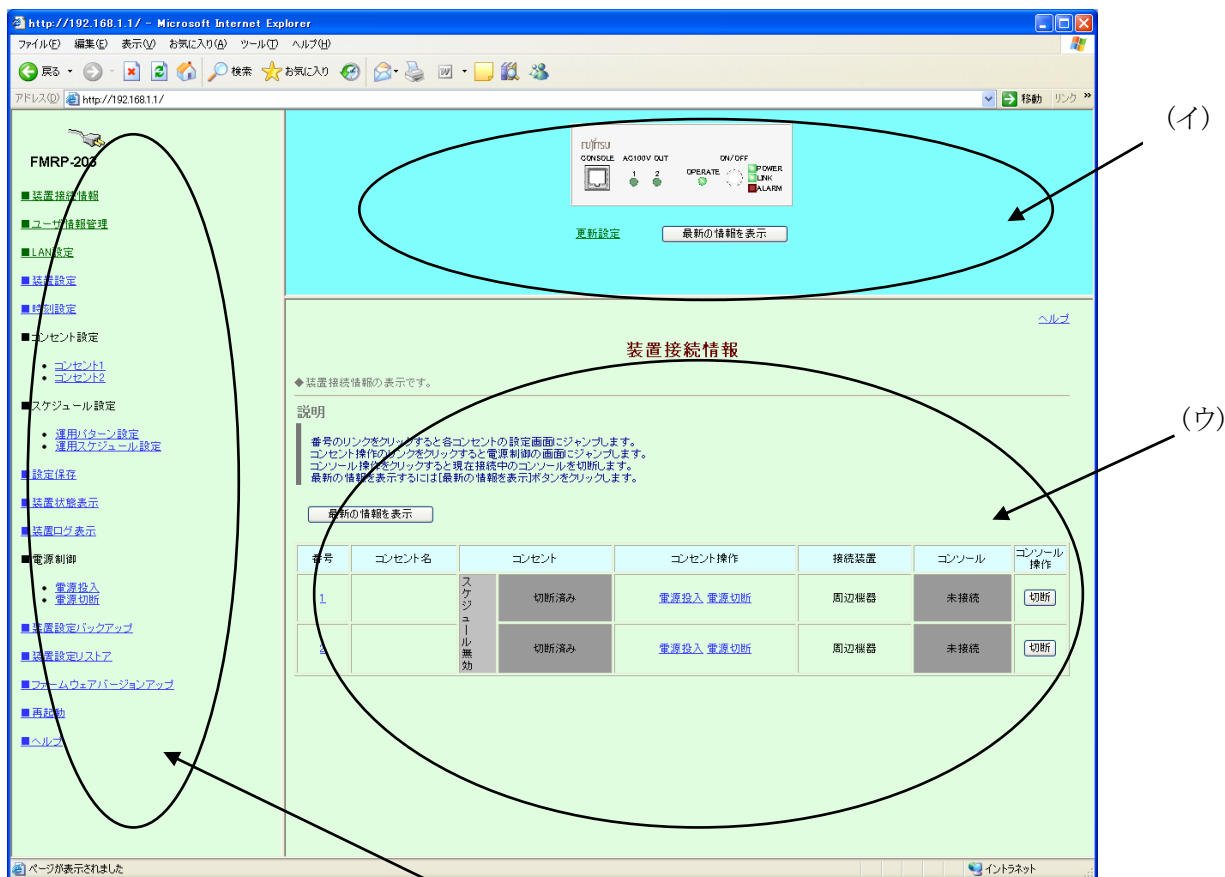 http://192.168.1.1/ - Microsoft Internet Explorer
ファイル(F) 編集(E) 表示(V) お気に入り(A) ツール(T) ヘルプ(H)
戻る 検索 お気に入り
アドレス(D) http://192.168.1.1/ 移動 リンク »
(イ)
FMRP-203
■装置接続情報
■ユーザ情報管理
■LAN設定
■装置設定
■時刻設定
■コンセント設定
• コンセント1
• コンセント2
■スケジュール設定
• 運用パターン設定
• 運用スケジュール設定
■設定保存
■装置状態表示
■装置ログ表示
■電源制御
• 電源投入
• 電源切断
■装置設定バックアップ
■装置設定リストア
■ファームウェアバージョンアップ
■再起動
■ヘルプ
FUJITSU
CONSOLE AC100V OUT ON/OFF
1 2 OPERATE POWER
LINK
ALARM
更新設定 最新の情報を表示
ヘルプ
装置接続情報
◆装置接続情報の表示です。
説明
番号のリンクをクリックすると各コンセントの設定画面にジャンプします。
コンセント操作のリンクをクリックすると電源制御の画面にジャンプします。
コンソール操作をクリックすると現在接続中のコンソールを切断します。
最新の情報を表示するには[最新の情報を表示]ボタンをクリックします。
(ウ)
最新の情報を表示
番号 コンセント名 コンセント コンセント操作 接続装置 コンソール コンソール操作
1 スケジュール無効 切断済み 電源投入 電源切断 周辺機器 未接続 切断
2 切断済み 電源投入 電源切断 周辺機器 未接続 切断
ページが表示されました イントラネット